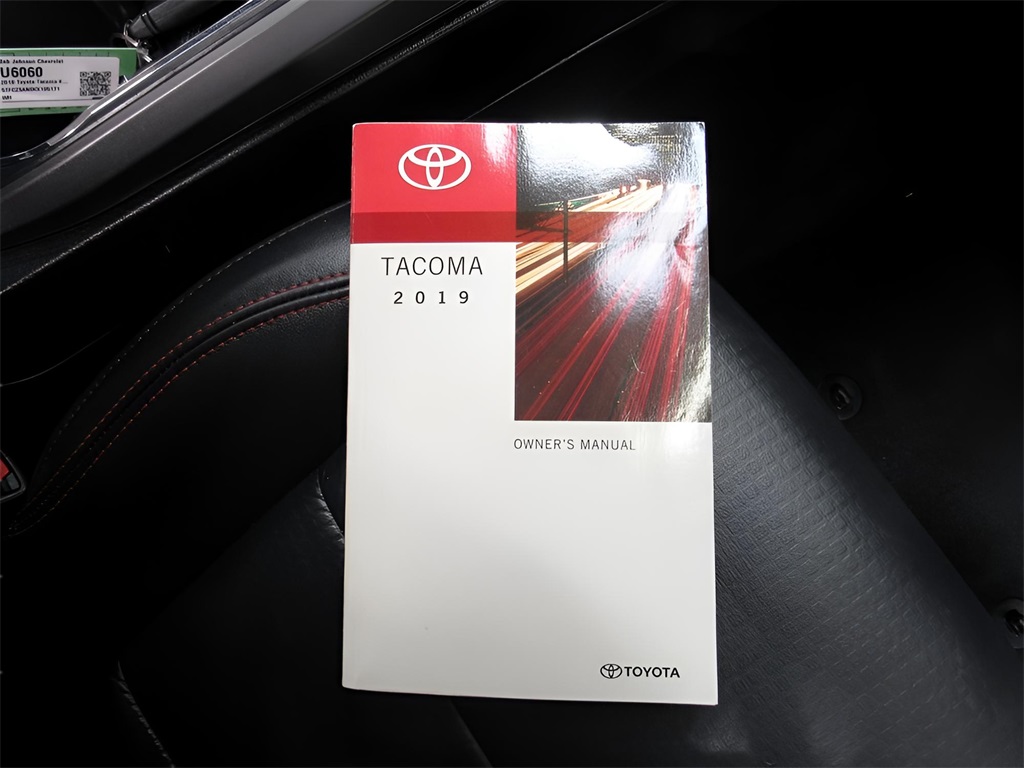 U6060
TACOMA
2019
OWNER'S MANUAL
TOYOTA